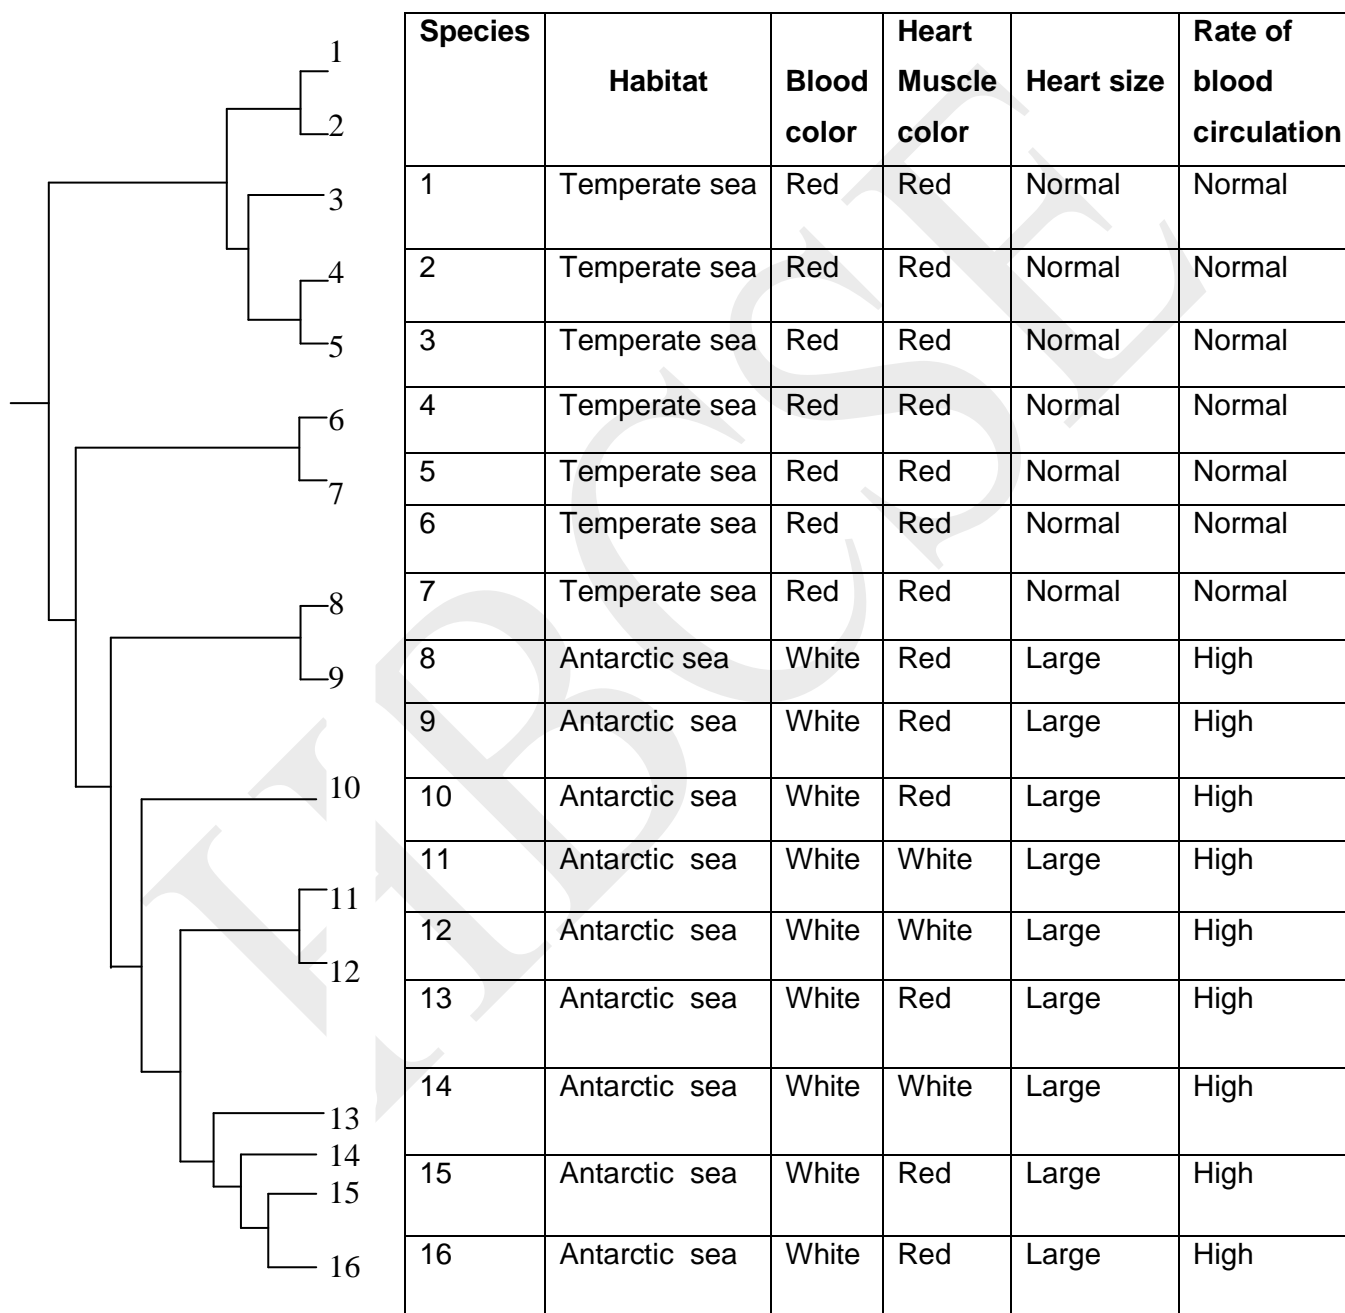 1
2
3
4
5
6
7
8
9
10
11
12
13
14
15
16
Species Habitat Blood color Heart Muscle color Heart size Rate of blood circulation
1 Temperate sea Red Red Normal Normal
2 Temperate sea Red Red Normal Normal
3 Temperate sea Red Red Normal Normal
4 Temperate sea Red Red Normal Normal
5 Temperate sea Red Red Normal Normal
6 Temperate sea Red Red Normal Normal
7 Temperate sea Red Red Normal Normal
8 Antarctic sea White Red Large High
9 Antarctic sea White Red Large High
10 Antarctic sea White Red Large High
11 Antarctic sea White White Large High
12 Antarctic sea White White Large High
13 Antarctic sea White Red Large High
14 Antarctic sea White White Large High
15 Antarctic sea White Red Large High
16 Antarctic sea White Red Large High
HBCSE